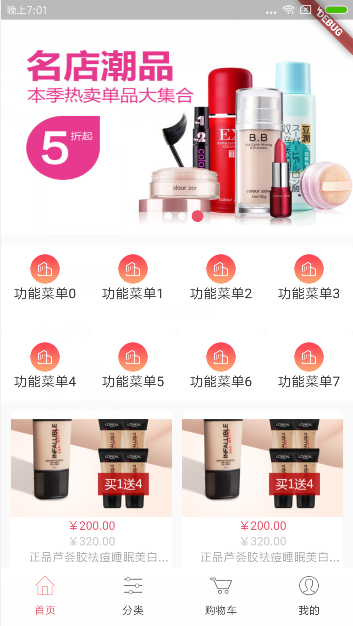 晚上7:01
DEBUG
名店潮品
本季热卖单品大集合
5折起
B.B
功能菜单0 功能菜单1 功能菜单2 功能菜单3
功能菜单4 功能菜单5 功能菜单6 功能菜单7
INFALLIBLE
L'OREAL
买1送4
INFALLIBLE
L'OREAL
买1送4
￥200.00 ￥200.00
￥320.00 ￥320.00
正品芦荟胶祛痘睡眠美白... 正品芦荟胶祛痘睡眠美白...
首页 分类 购物车 我的